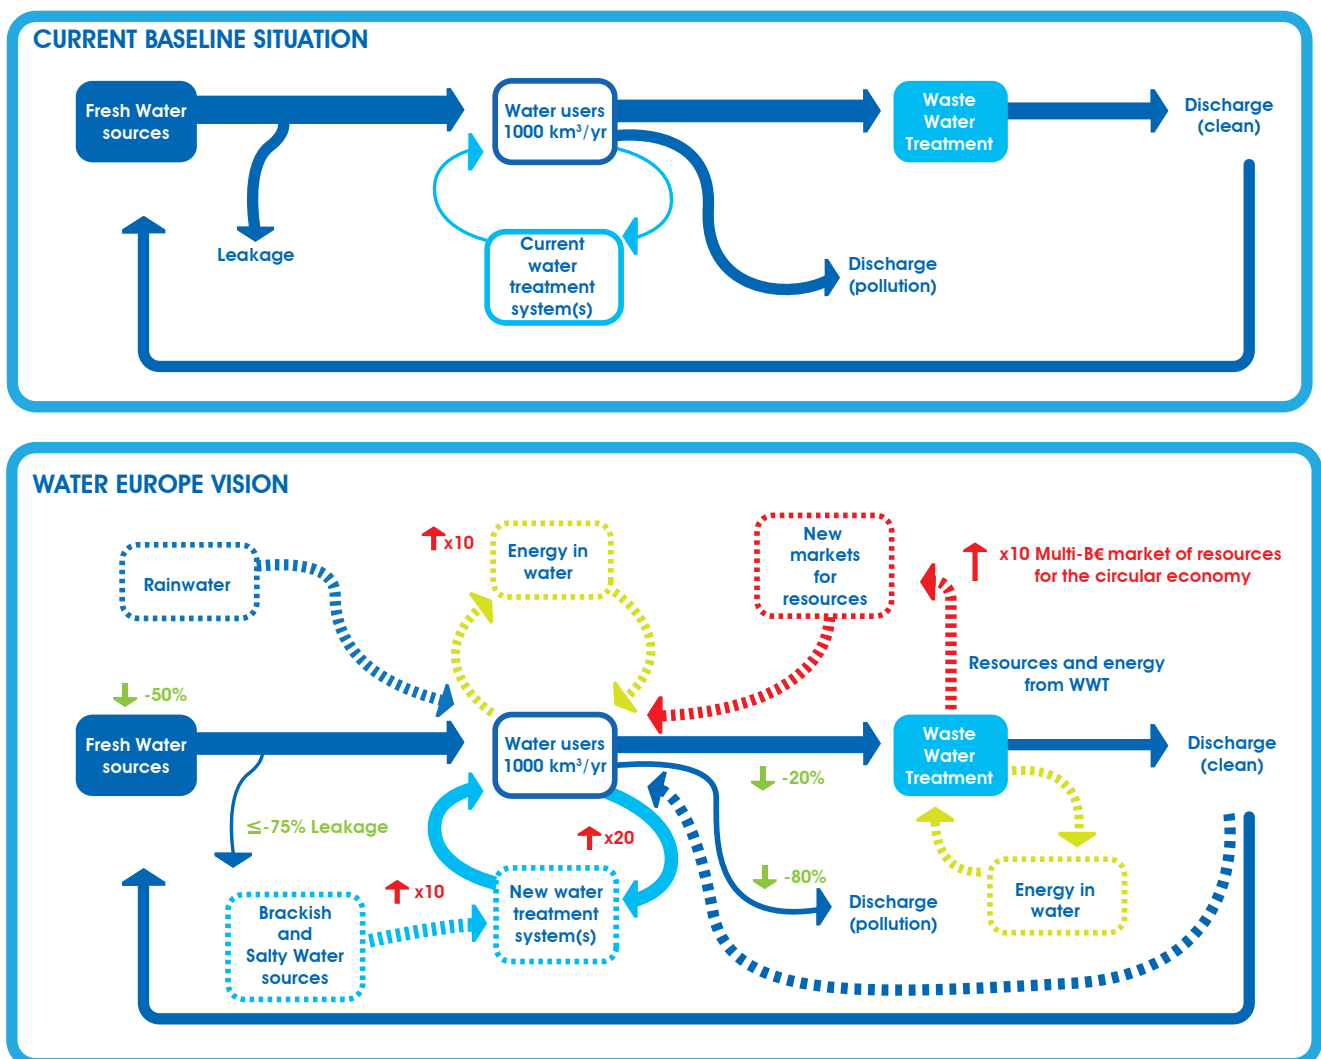 CURRENT BASELINE SITUATION
Fresh Water
sources
Water users
1000 km³/yr
Waste
Water
Treatment
Discharge
(clean)
Leakage
Current
water
treatment
system(s)
Discharge
(pollution)
WATER EUROPE VISION
Rainwater
x10
Energy in
water
New
markets
for
resources
x10 Multi-B€ market of resources
for the circular economy
Resources and energy
from WWT
-50%
Fresh Water
sources
Water users
1000 km³/yr
Waste
Water
Treatment
Discharge
(clean)
-20%
≤-75% Leakage
x20
-80%
x10
Brackish
and
Salty Water
sources
New water
treatment
system(s)
Discharge
(pollution)
Energy in
water